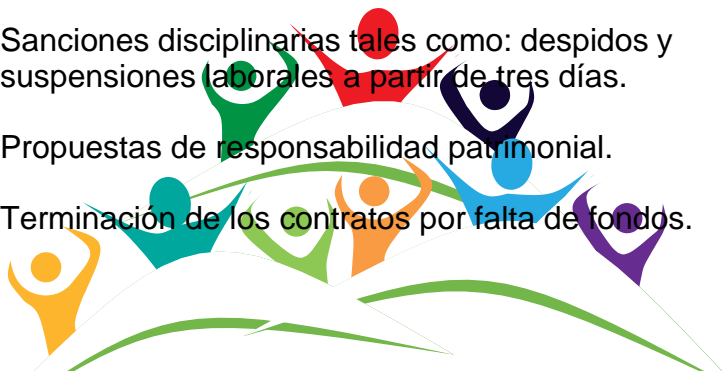 Sanciones disciplinarias tales como: despidos y
suspensiones laborales a partir de tres días.
Propuestas de responsabilidad patrimonial.
Terminación de los contratos por falta de fondos.